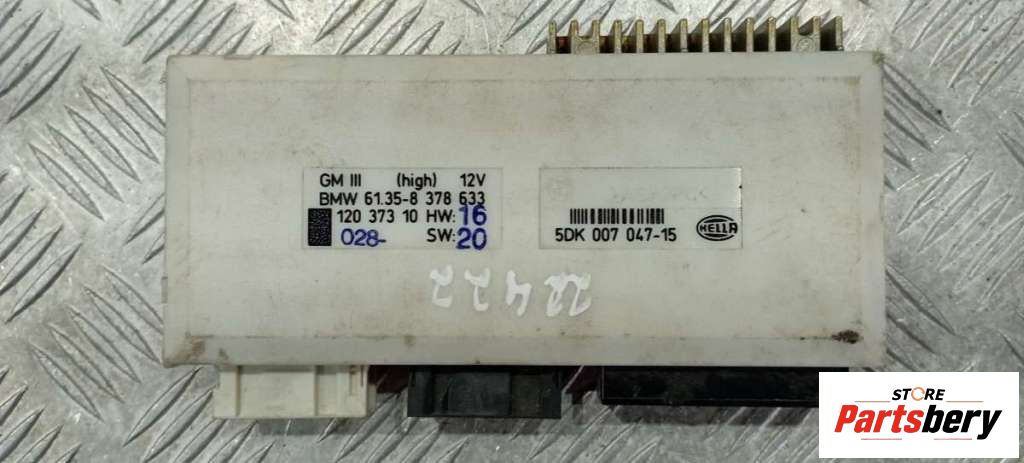 GM III (high) 12V
BMW 61.35-8 378 633
120 373 10 HW: 16
028- SW: 20
5DK 007 047-15
HELLA
22422
STORE
Partsbery